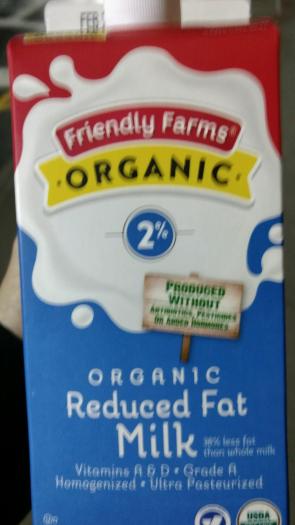 FEB
Friendly Farms®
ORGANIC
2%
PRODUCED
WITHOUT
ANTIBIOTICS, PESTICIDES
OR ADDED HORMONES
ORGANIC
Reduced Fat
Milk
38% less fat
than whole milk
Vitamins A & D • Grade A
Homogenized • Ultra Pasteurized
USDA